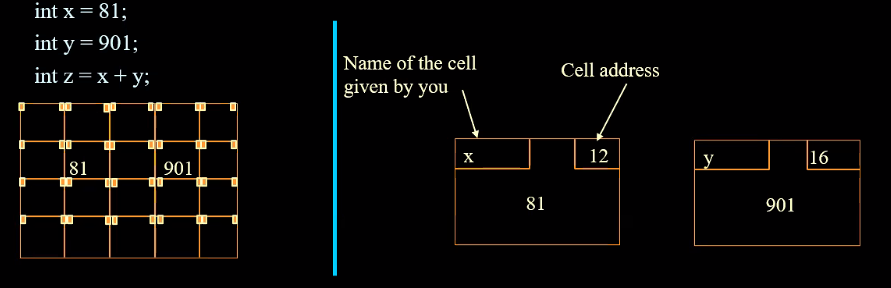 int x = 81;
int y = 901;
int z = x + y;
81
901
Name of the cell
given by you
Cell address
x
12
81
y
16
901